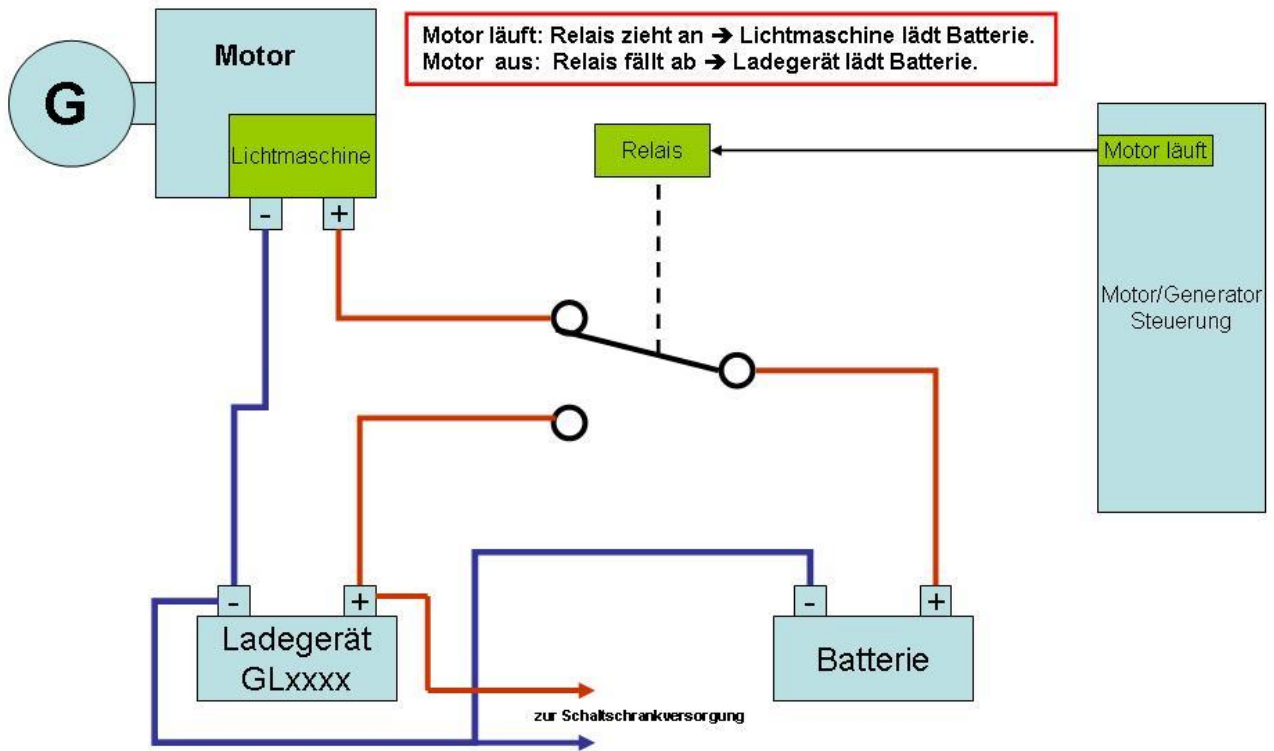 Motor läuft: Relais zieht an ➔ Lichtmaschine lädt Batterie.
Motor aus: Relais fällt ab ➔ Ladegerät lädt Batterie.
Motor
G
Lichtmaschine
- +
Relais
Motor läuft
Motor/Generator
Steuerung
- +
Ladegerät
GLxxxx
- +
Batterie
zur Schaltschrankversorgung